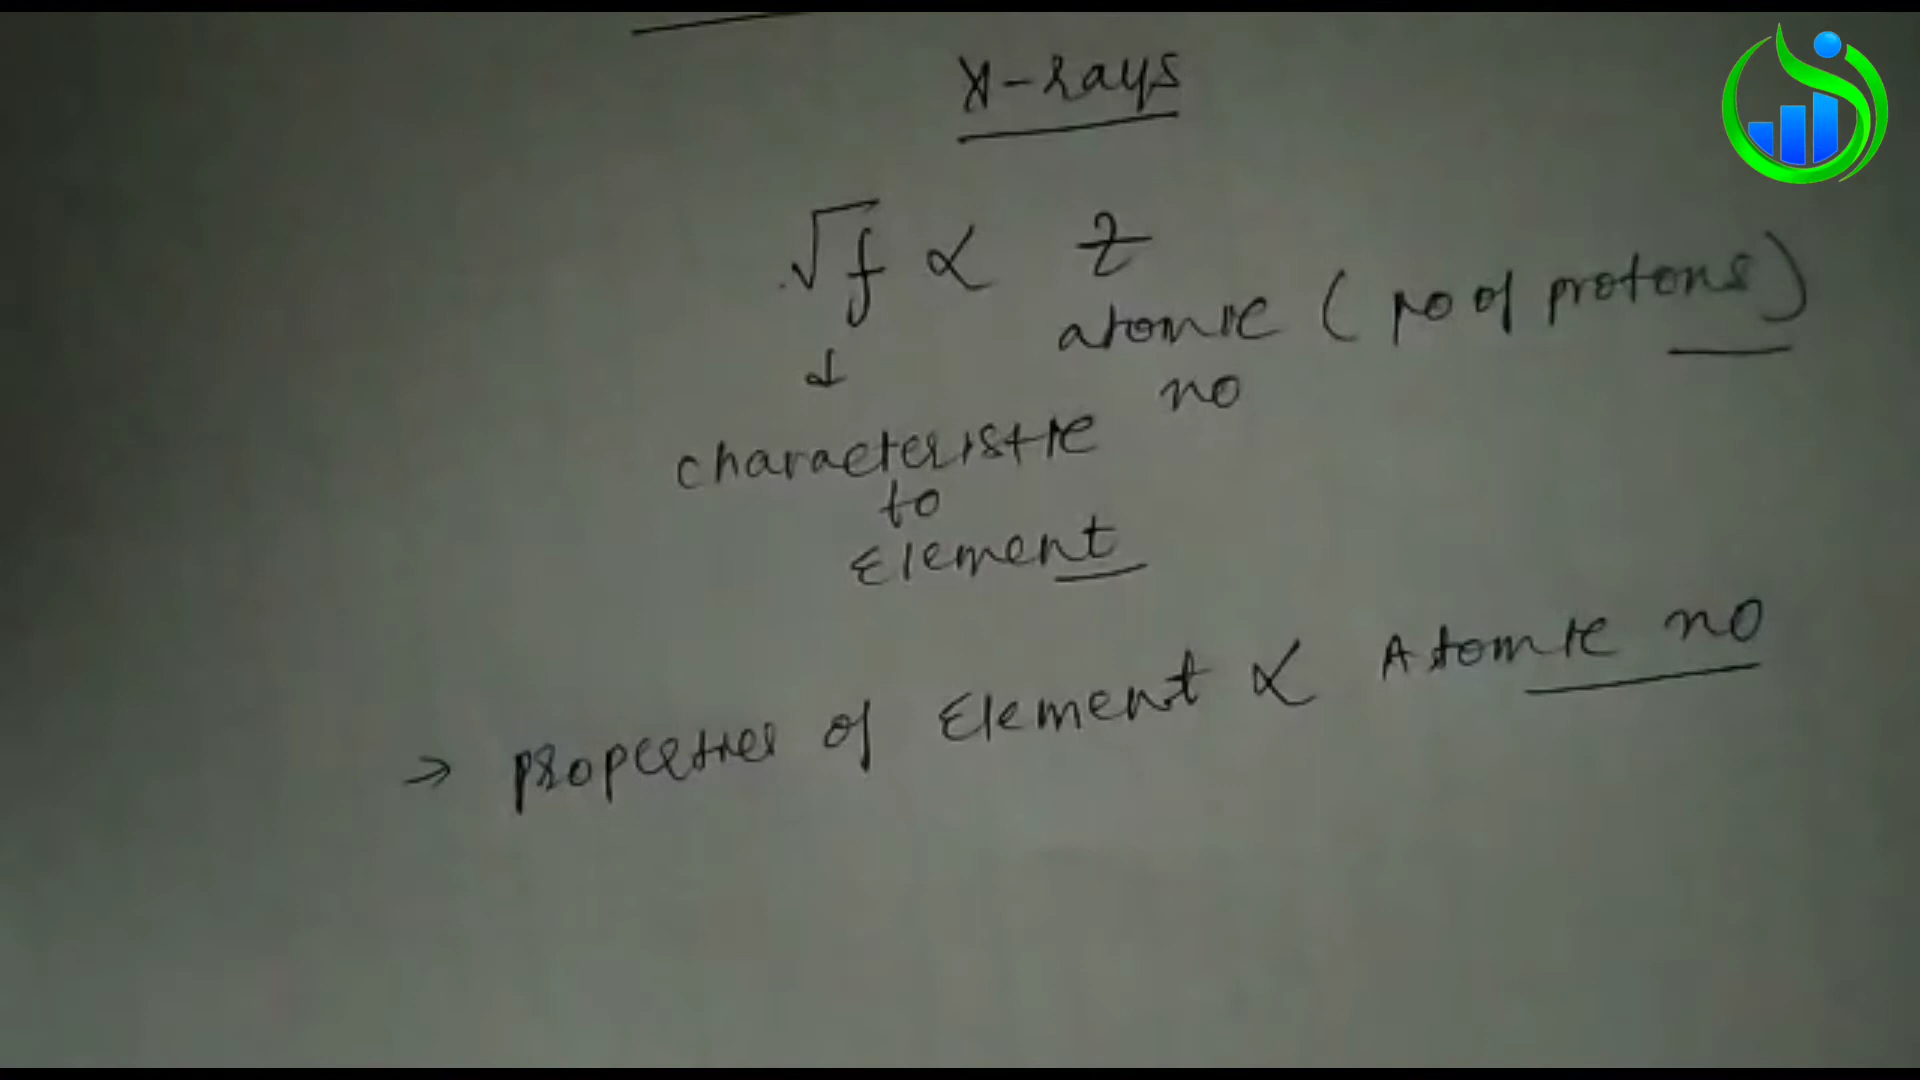 X-rays
√f ∝ Z
atomic (no of protons)
no
↓
characteristic
to
Element
→ properties of Element ∝ Atomic no